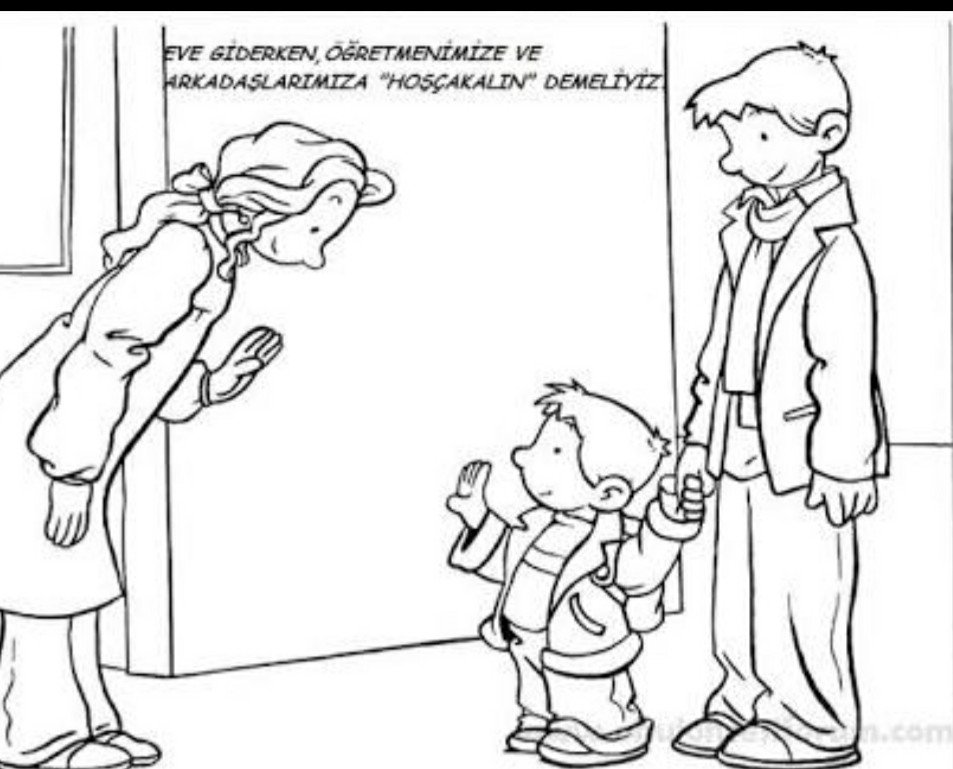 EVE GİDERKEN, ÖĞRETMENİMİZE VE
ARKADAŞLARIMIZA "HOŞÇAKALIN" DEMELİYİZ.